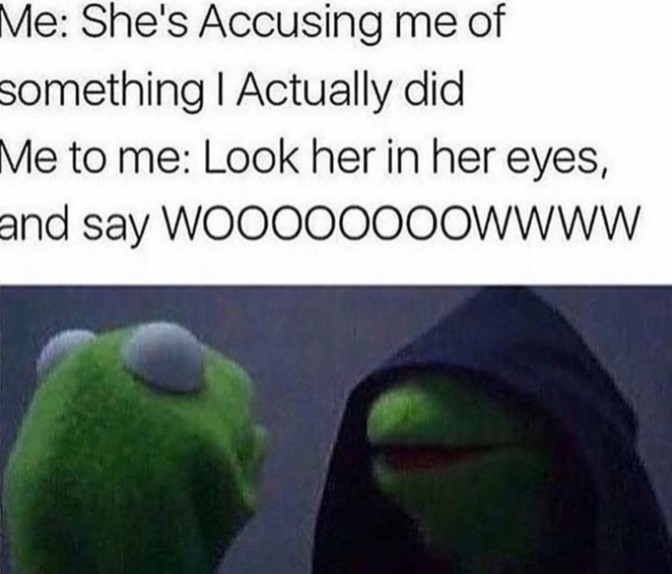 Me: She's Accusing me of
something I Actually did
Me to me: Look her in her eyes,
and say WOOOOOOOOWWWW